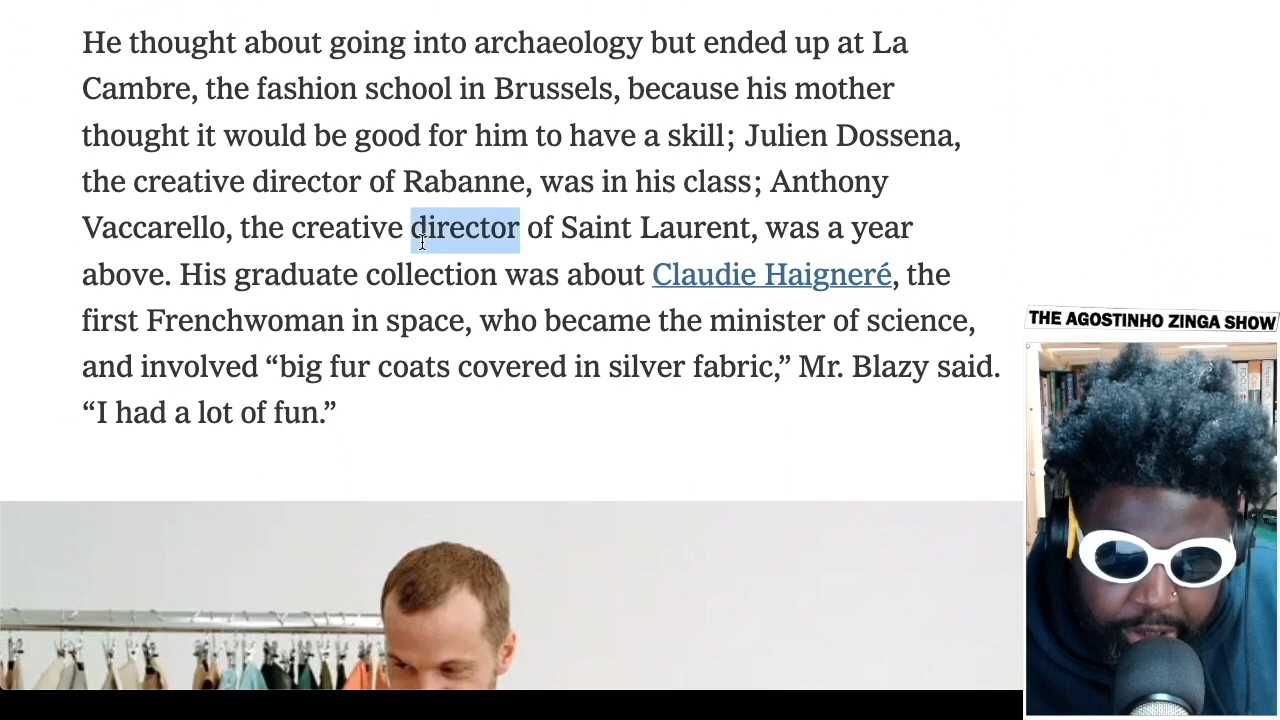 He thought about going into archaeology but ended up at La
Cambre, the fashion school in Brussels, because his mother
thought it would be good for him to have a skill; Julien Dossena,
the creative director of Rabanne, was in his class; Anthony
Vaccarello, the creative director of Saint Laurent, was a year
above. His graduate collection was about Claudie Haigneré, the
first Frenchwoman in space, who became the minister of science,
and involved “big fur coats covered in silver fabric,” Mr. Blazy said.
“I had a lot of fun.”
THE AGOSTINHO ZINGA SHOW